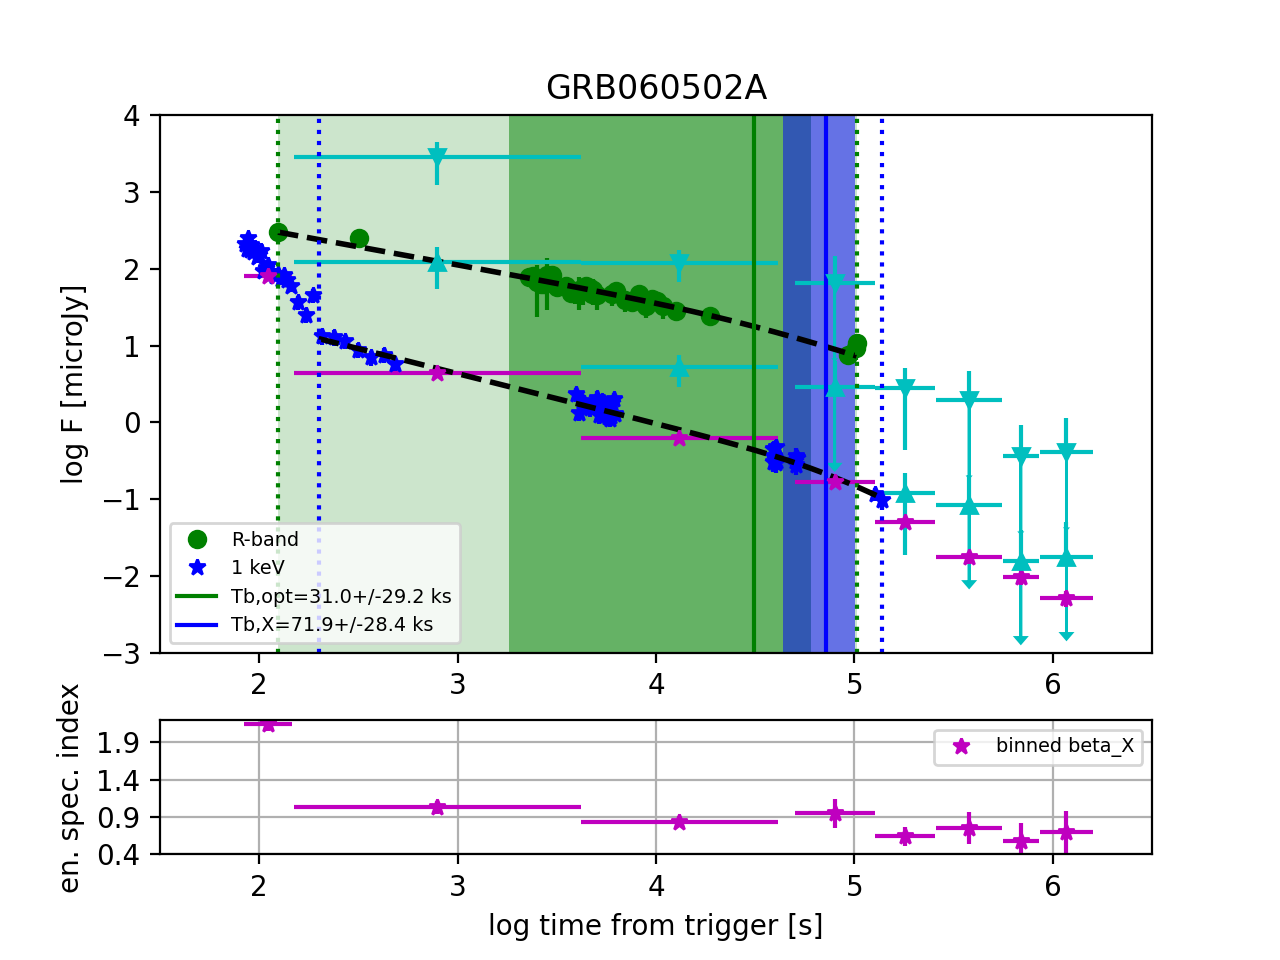 GRB060502A
4
3
2
1
0
−1
−2
−3
log F [microJy]
R-band
1 keV
Tb,opt=31.0+/-29.2 ks
Tb,X=71.9+/-28.4 ks
2 3 4 5 6
1.9
1.4
0.9
0.4
en. spec. index
binned beta_X
2 3 4 5 6
log time from trigger [s]